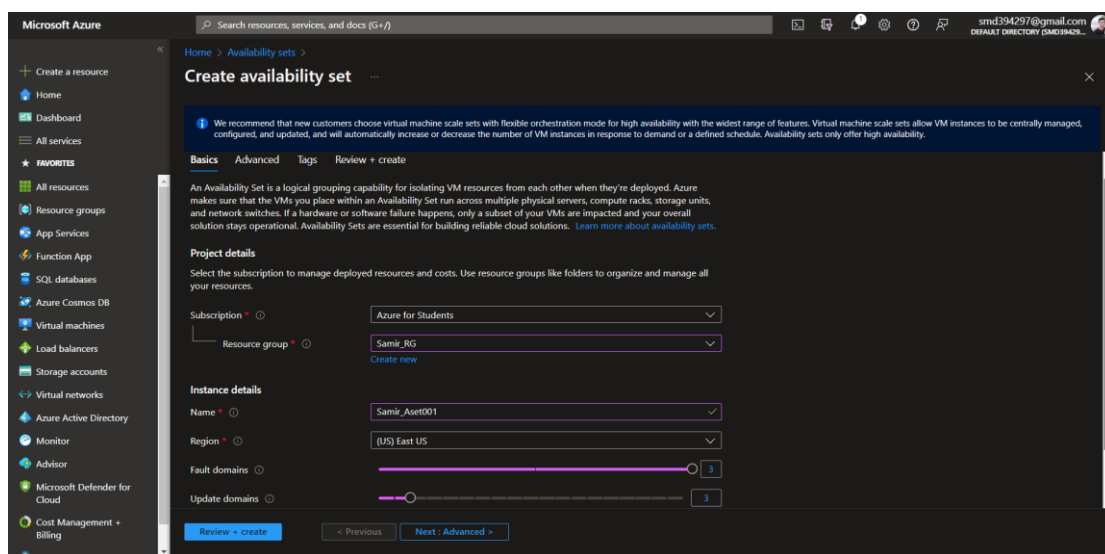 Microsoft Azure
Search resources, services, and docs (G+/)
1
smd394297@gmail.com
DEFAULT DIRECTORY (SMD39429...
«
Create a resource
Home
Dashboard
All services
FAVORITES
All resources
Resource groups
App Services
Function App
SQL databases
Azure Cosmos DB
Virtual machines
Load balancers
Storage accounts
Virtual networks
Azure Active Directory
Monitor
Advisor
Microsoft Defender for
Cloud
Cost Management +
Billing
Home > Availability sets >
Create availability set ...
We recommend that new customers choose virtual machine scale sets with flexible orchestration mode for high availability with the widest range of features. Virtual machine scale sets allow VM instances to be centrally managed,
configured, and updated, and will automatically increase or decrease the number of VM instances in response to demand or a defined schedule. Availability sets only offer high availability.
Basics Advanced Tags Review + create
An Availability Set is a logical grouping capability for isolating VM resources from each other when they're deployed. Azure
makes sure that the VMs you place within an Availability Set run across multiple physical servers, compute racks, storage units,
and network switches. If a hardware or software failure happens, only a subset of your VMs are impacted and your overall
solution stays operational. Availability Sets are essential for building reliable cloud solutions. Learn more about availability sets.
Project details
Select the subscription to manage deployed resources and costs. Use resource groups like folders to organize and manage all
your resources.
Subscription * Azure for Students
Resource group * Samir_RG
Create new
Instance details
Name * Samir_Aset001
Region * (US) East US
Fault domains 3
Update domains 3
Review + create < Previous Next : Advanced >